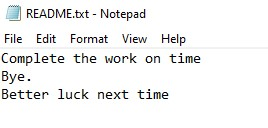 README.txt - Notepad
File Edit Format View Help
Complete the work on time
Bye.
Better luck next time